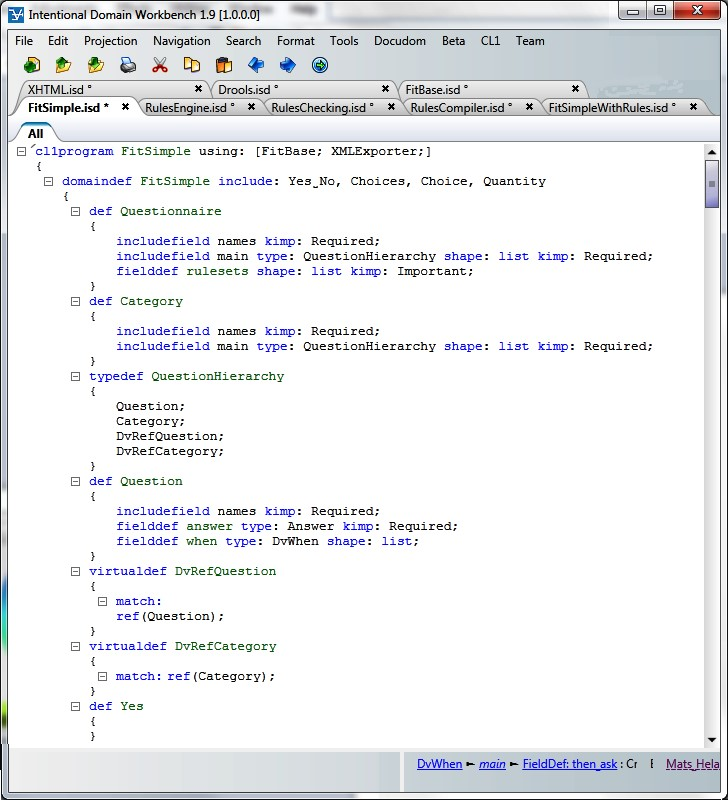 Intentional Domain Workbench 1.9 [1.0.0.0]
File Edit Projection Navigation Search Format Tools Docudom Beta CL1 Team
XHTML.isd * Drools.isd * FitBase.isd *
FitSimple.isd * RulesEngine.isd * RulesChecking.isd * RulesCompiler.isd * FitSimpleWithRules.isd *
All
cl1program FitSimple using: [FitBase; XMLExporter;]
{
domaindef FitSimple include: Yes_No, Choices, Choice, Quantity
{
def Questionnaire
{
includefield names kimp: Required;
includefield main type: QuestionHierarchy shape: list kimp: Required;
fielddef rulesets shape: list kimp: Important;
}
def Category
{
includefield names kimp: Required;
includefield main type: QuestionHierarchy shape: list kimp: Required;
}
typedef QuestionHierarchy
{
Question;
Category;
DvRefQuestion;
DvRefCategory;
}
def Question
{
includefield names kimp: Required;
fielddef answer type: Answer kimp: Required;
fielddef when type: DvWhen shape: list;
}
virtualdef DvRefQuestion
{
match:
ref(Question);
}
virtualdef DvRefCategory
{
match: ref(Category);
}
def Yes
{
}
DvWhen ► main ► FieldDef: then_ask : Cr E Mats_Hela